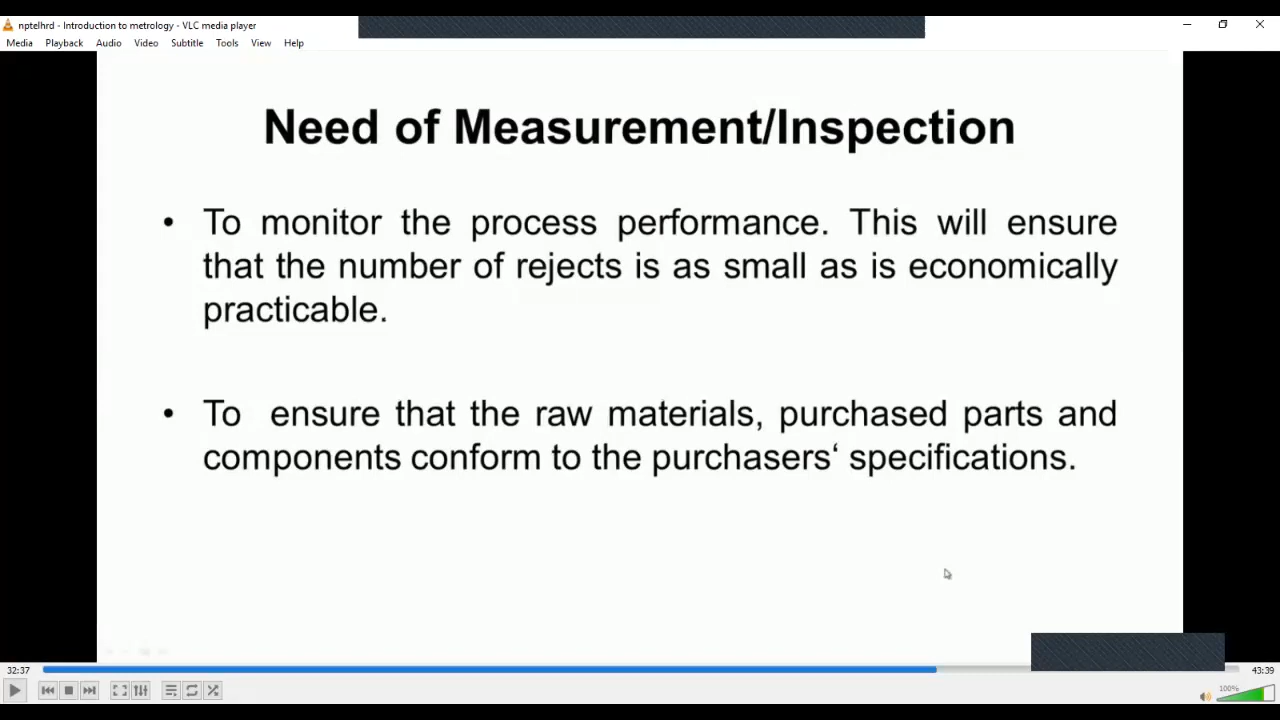 nptelhrd - Introduction to metrology - VLC media player
Media Playback Audio Video Subtitle Tools View Help
Need of Measurement/Inspection
• To monitor the process performance. This will ensure
that the number of rejects is as small as is economically
practicable.
• To ensure that the raw materials, purchased parts and
components conform to the purchasers‘ specifications.
32:37
43:39
100%